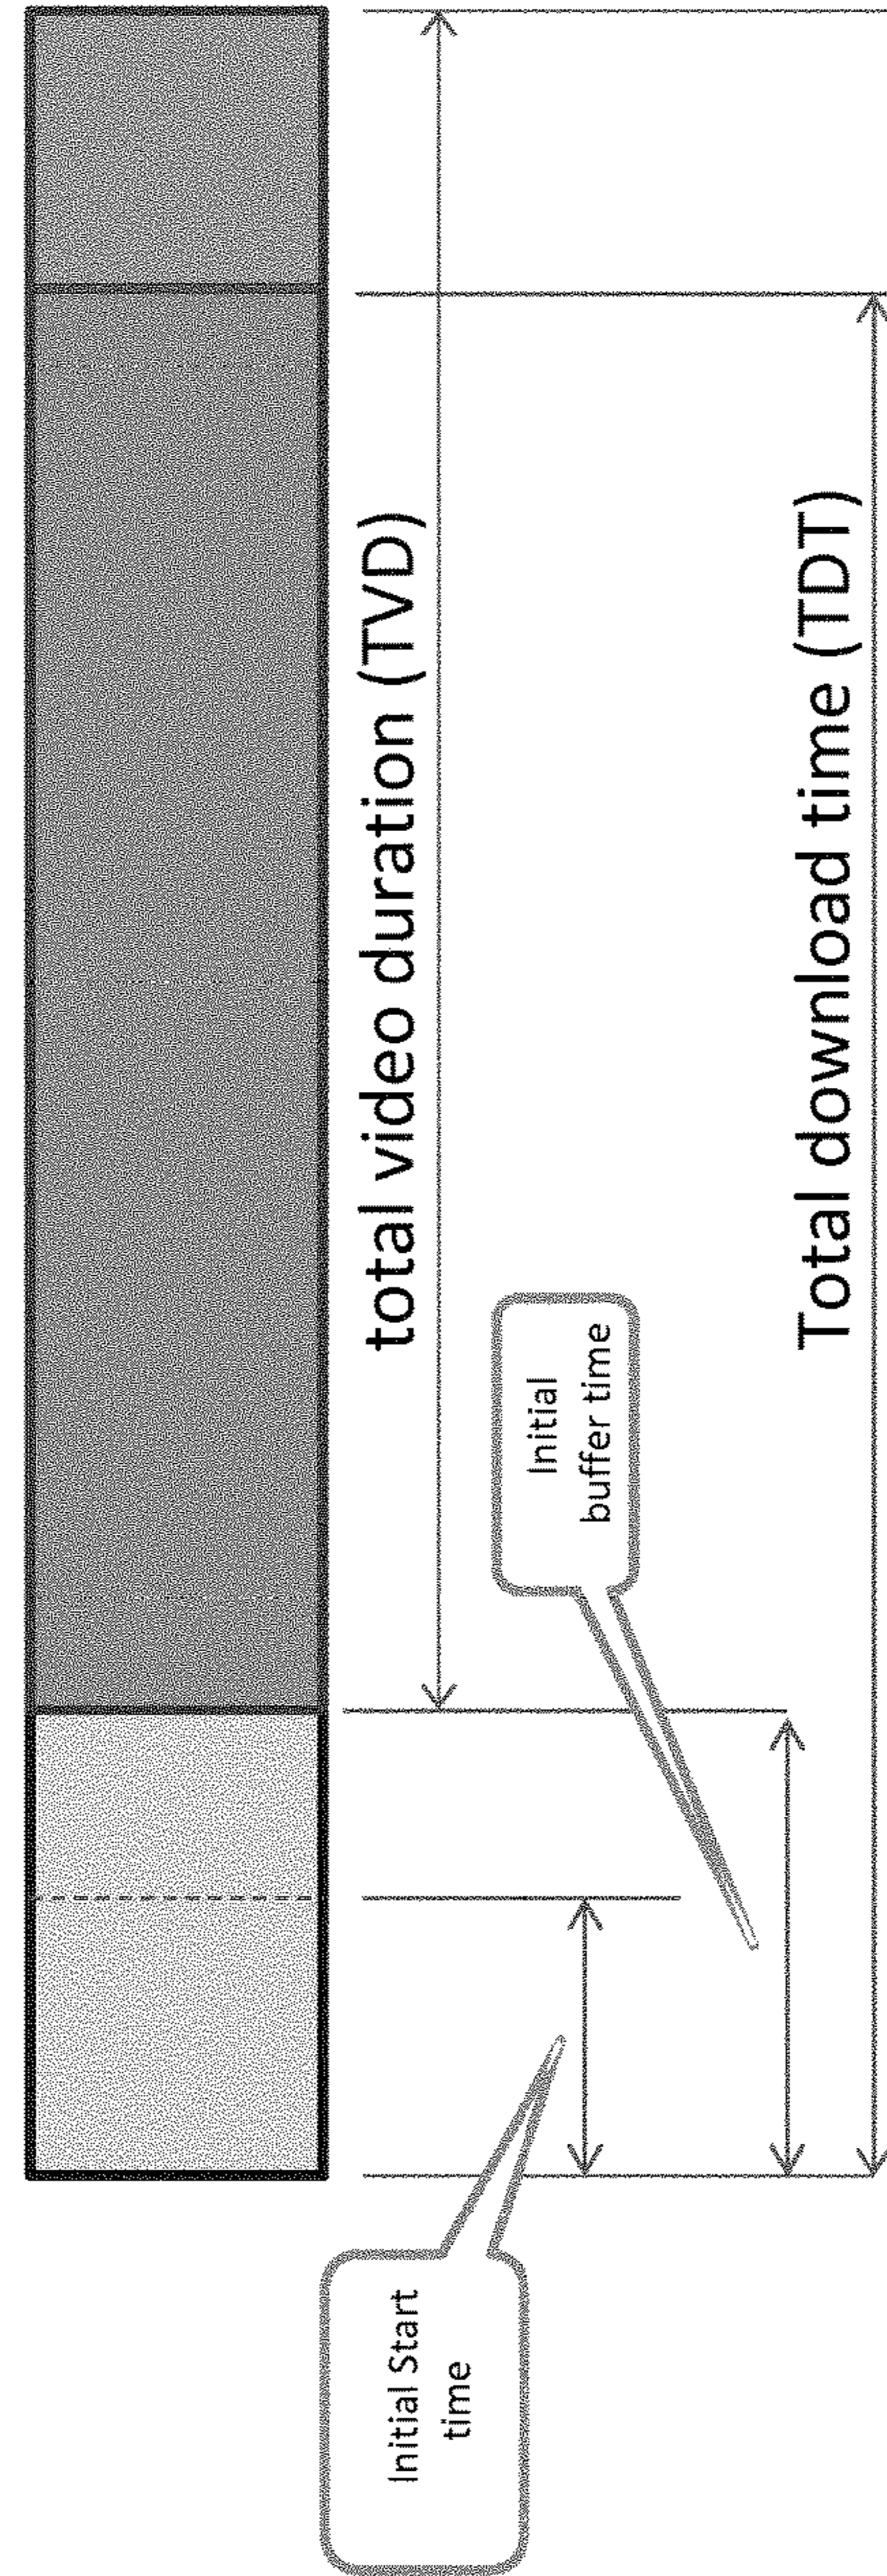 total video duration (TVD)
Initial
buffer time
Initial Start
time
Total download time (TDT)